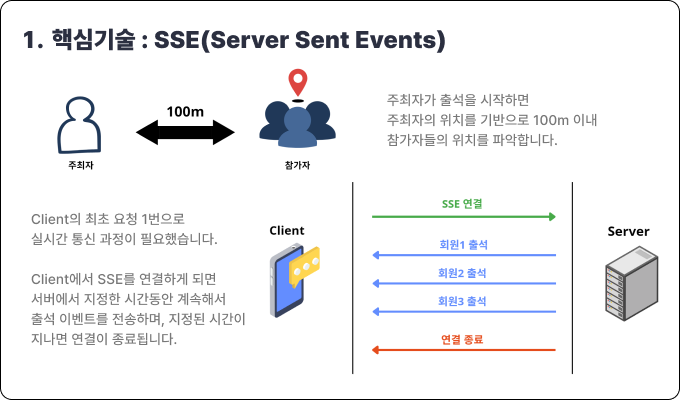 1. 핵심기술 : SSE(Server Sent Events)
100m
주최자
참가자
주최자가 출석을 시작하면
주최자의 위치를 기반으로 100m 이내
참가자들의 위치를 파악합니다.
Client의 최초 요청 1번으로
실시간 통신 과정이 필요했습니다.
Client에서 SSE를 연결하게 되면
서버에서 지정한 시간동안 계속해서
출석 이벤트를 전송하며, 지정된 시간이
지나면 연결이 종료됩니다.
Client
SSE 연결
회원1 출석
회원2 출석
회원3 출석
연결 종료
Server